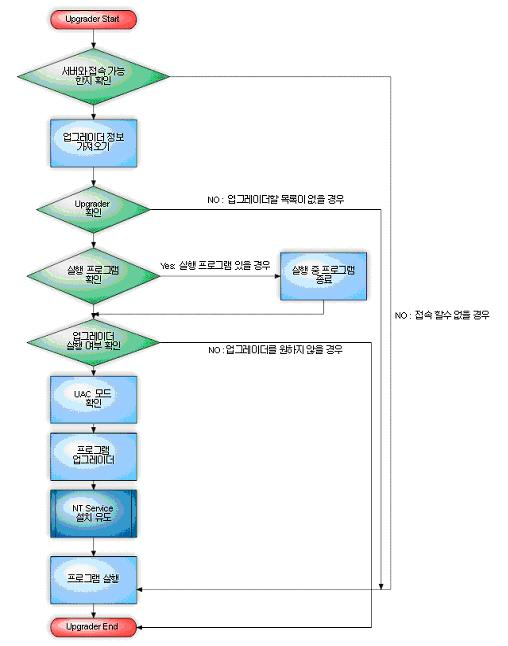 Upgrader Start
서버와 접속 가능
한지 확인
업그레이더 정보
가져오기
Upgrader
확인
NO : 업그레이더할 목록이 없을 경우
실행 프로그램
확인
Yes: 실행 프로그램 있을 경우
실행 중 프로그램
종료
NO : 접속 할수 없을 경우
업그레이더
실행 여부 확인
NO : 업그레이더를 원하지 않을 경우
UAC 모드
확인
프로그램
업그레이더
NT Service
설치 유도
프로그램 실행
Upgrader End